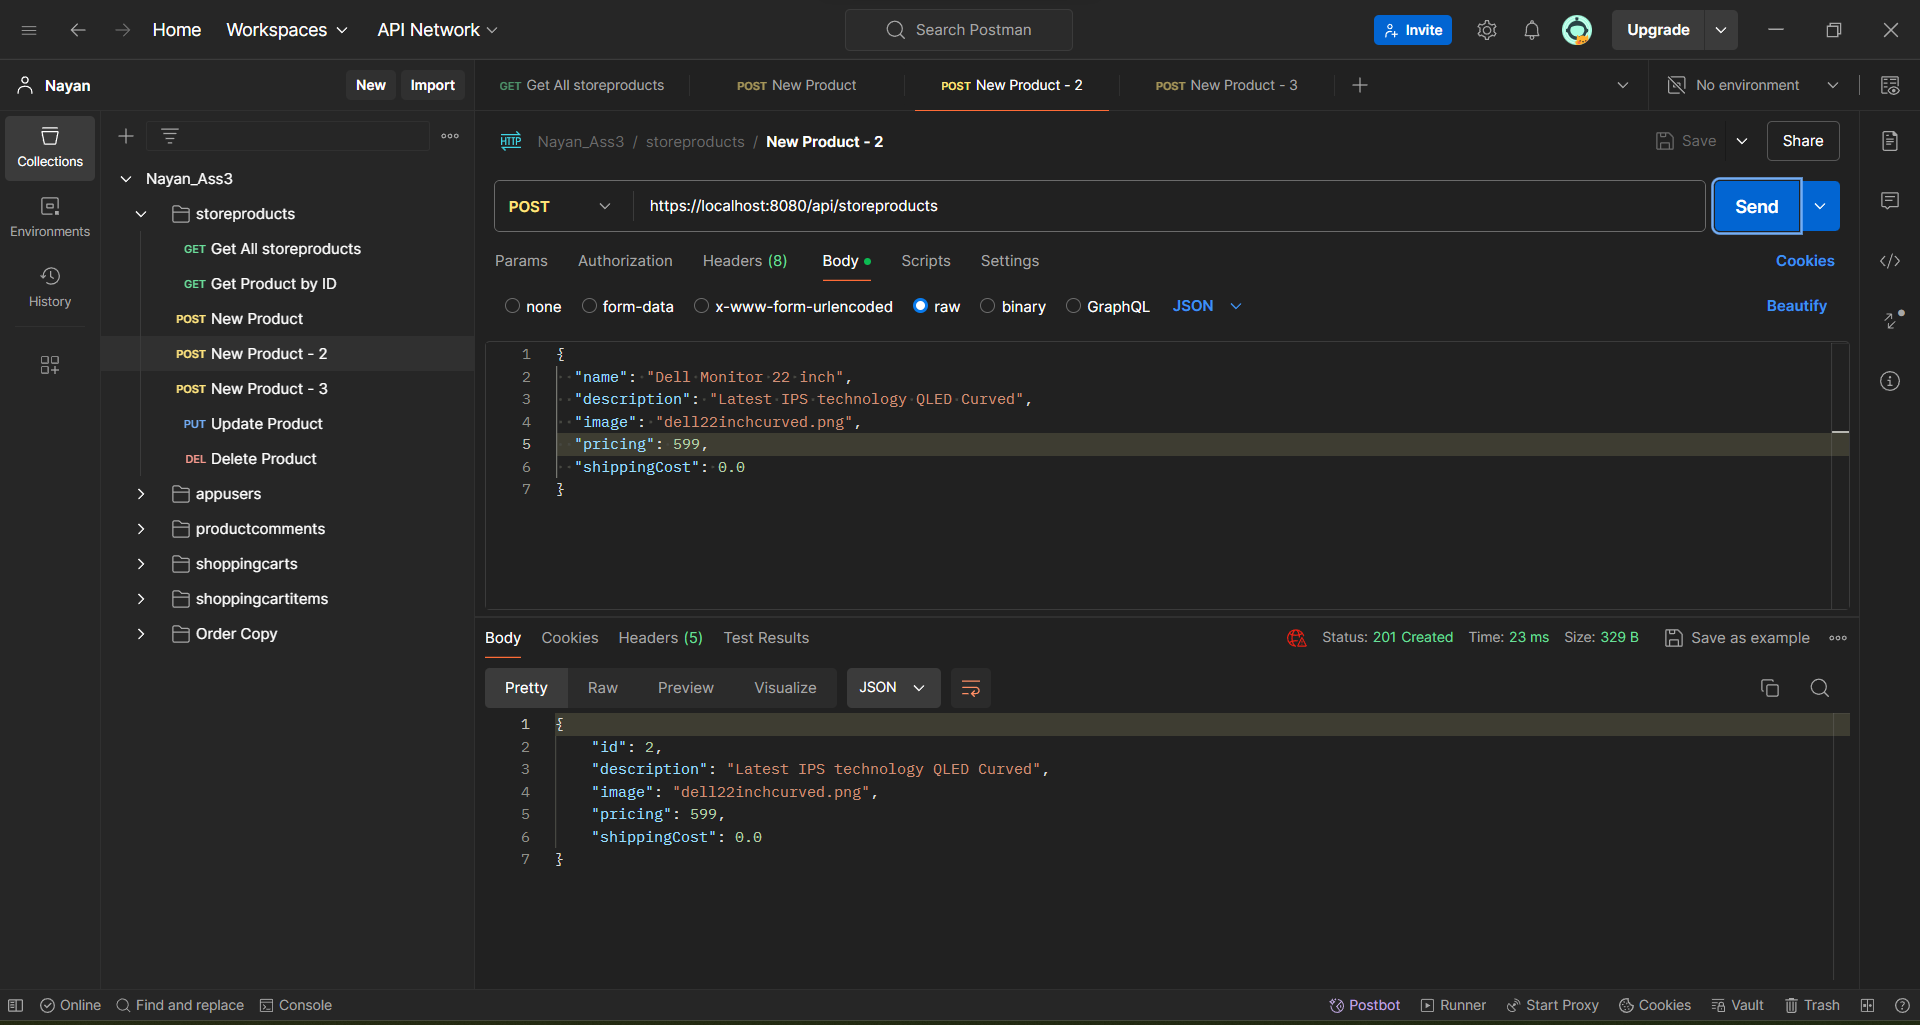 Home Workspaces API Network Search Postman Invite Upgrade
Nayan New Import GET Get All storeproducts POST New Product POST New Product - 2 POST New Product - 3 No environment
HTTP Nayan_Ass3 / storeproducts / New Product - 2 Save Share
Collections
Environments
History
Nayan_Ass3
storeproducts
GET Get All storeproducts
GET Get Product by ID
POST New Product
POST New Product - 2
POST New Product - 3
PUT Update Product
DEL Delete Product
appusers
productcomments
shoppingcarts
shoppingcartitems
Order Copy
POST https://localhost:8080/api/storeproducts Send
Params Authorization Headers (8) Body Scripts Settings Cookies
none form-data x-www-form-urlencoded raw binary GraphQL JSON Beautify
1 {
2 "name": "Dell Monitor 22 inch",
3 "description": "Latest IPS technology QLED Curved",
4 "image": "dell22inchcurved.png",
5 "pricing": 599,
6 "shippingCost": 0.0
7 }
Body Cookies Headers (5) Test Results Status: 201 Created Time: 23 ms Size: 329 B Save as example
Pretty Raw Preview Visualize JSON
1 {
2 "id": 2,
3 "description": "Latest IPS technology QLED Curved",
4 "image": "dell22inchcurved.png",
5 "pricing": 599,
6 "shippingCost": 0.0
7 }
Online Find and replace Console Postbot Runner Start Proxy Cookies Vault Trash